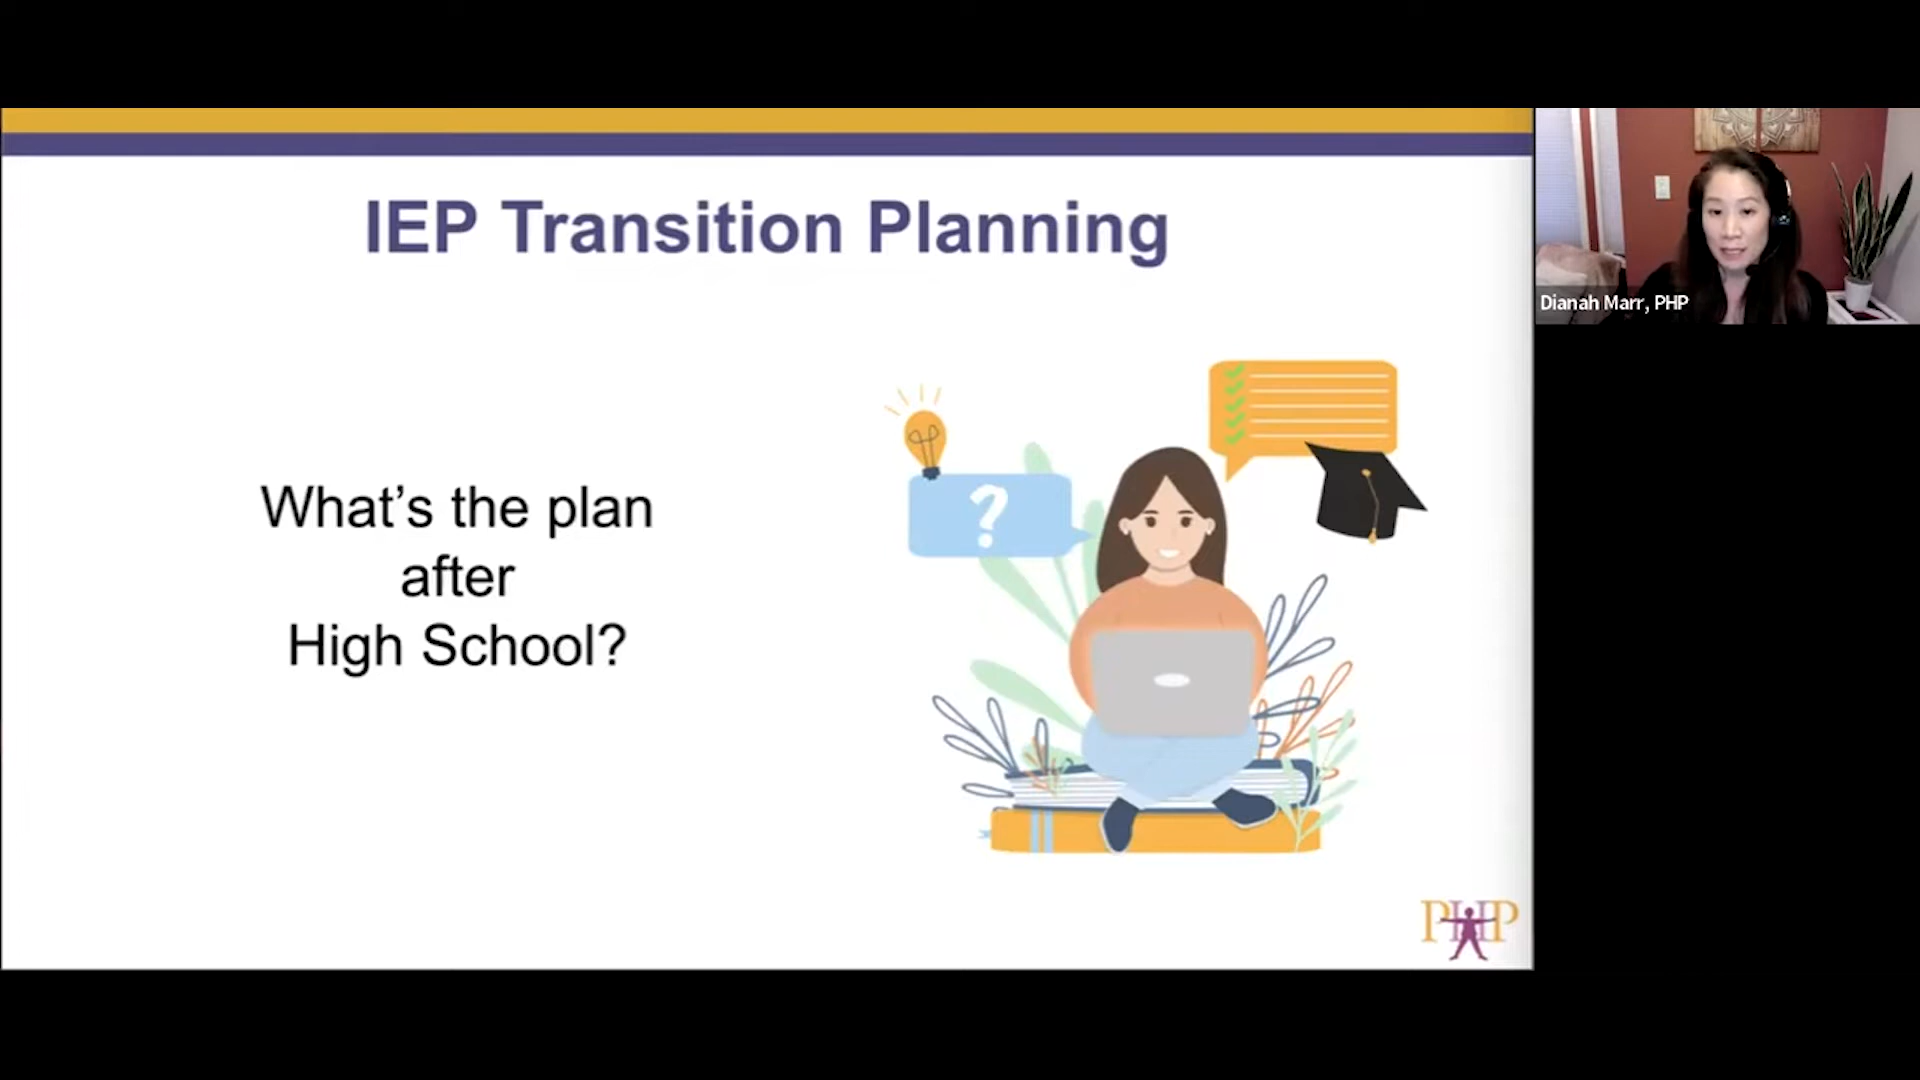 IEP Transition Planning
What's the plan
after
High School?
?
PHP
Dianah Marr, PHP